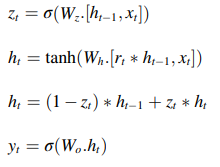 z_t = σ(W_z.[h_{t−1}, x_t])
h_t = tanh(W_h.[r_t * h_{t−1}, x_t])
h_t = (1 − z_t) * h_{t−1} + z_t * h_t
y_t = σ(W_o.h_t)